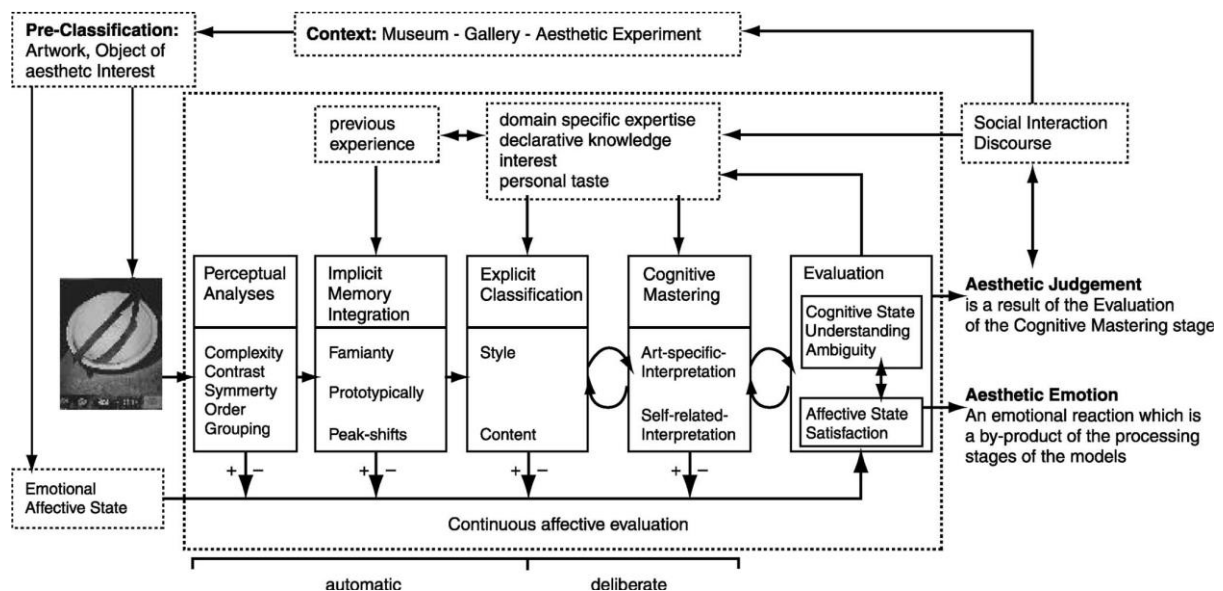 Pre-Classification:
Artwork, Object of
aesthetc Interest
Context: Museum - Gallery - Aesthetic Experiment
previous
experience
domain specific expertise
declarative knowledge
interest
personal taste
Social Interaction
Discourse
Perceptual
Analyses
Complexity
Contrast
Symmerty
Order
Grouping
Implicit
Memory
Integration
Famianty
Prototypically
Peak-shifts
Explicit
Classification
Style
Content
Cognitive
Mastering
Art-specific-
Interpretation
Self-related-
Interpretation
Evaluation
Cognitive State
Understanding
Ambiguity
Affective State
Satisfaction
Aesthetic Judgement
is a result of the Evaluation
of the Cognitive Mastering stage
Aesthetic Emotion
An emotional reaction which is
a by-product of the processing
stages of the models
+ −
+ −
+ −
+ −
Emotional
Affective State
Continuous affective evaluation
automatic
deliberate